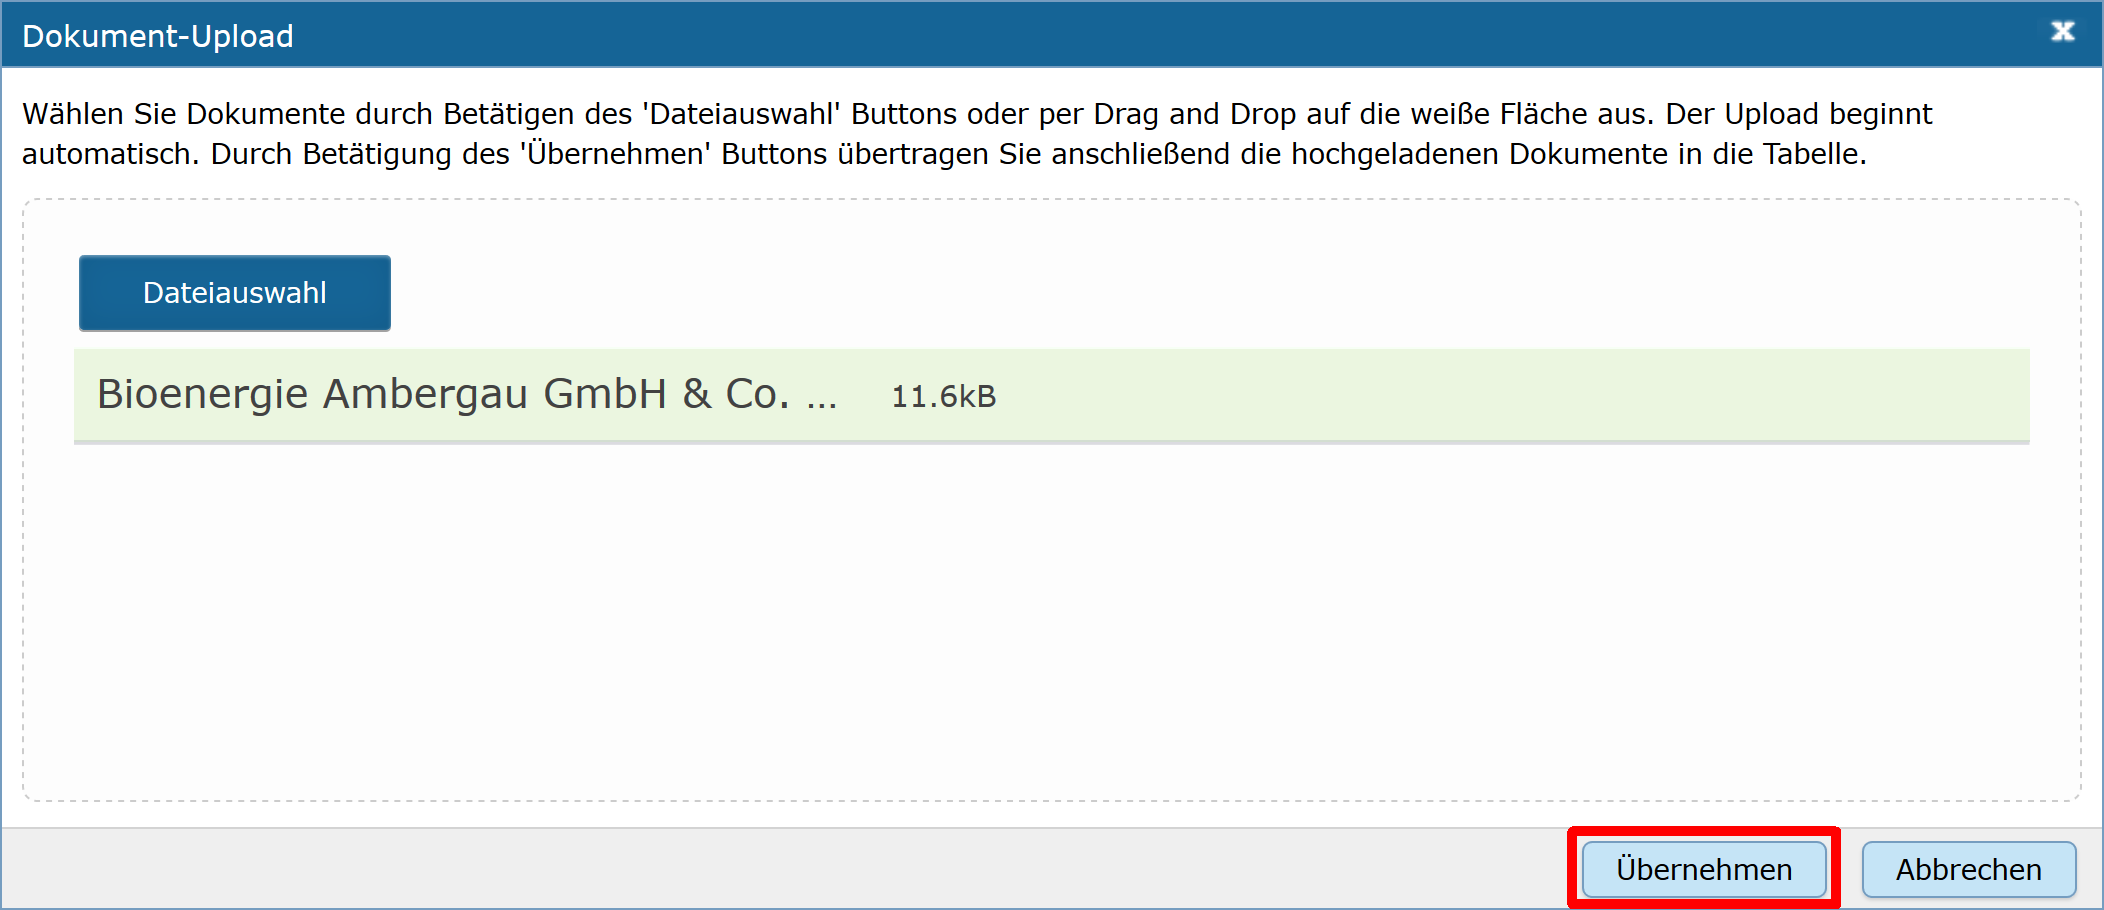 Dokument-Upload
Wählen Sie Dokumente durch Betätigen des 'Dateiauswahl' Buttons oder per Drag and Drop auf die weiße Fläche aus. Der Upload beginnt
automatisch. Durch Betätigung des 'Übernehmen' Buttons übertragen Sie anschließend die hochgeladenen Dokumente in die Tabelle.
Dateiauswahl
Bioenergie Ambergau GmbH & Co. ... 11.6kB
Übernehmen Abbrechen